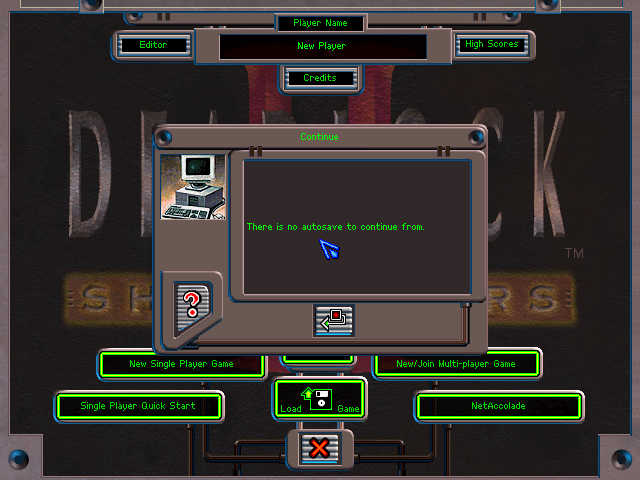 Player Name
Editor
New Player
High Scores
Credits
Continue
There is no autosave to continue from.
TM
New Single Player Game
New/Join Multi-player Game
Single Player Quick Start
Load Game
NetAccolade